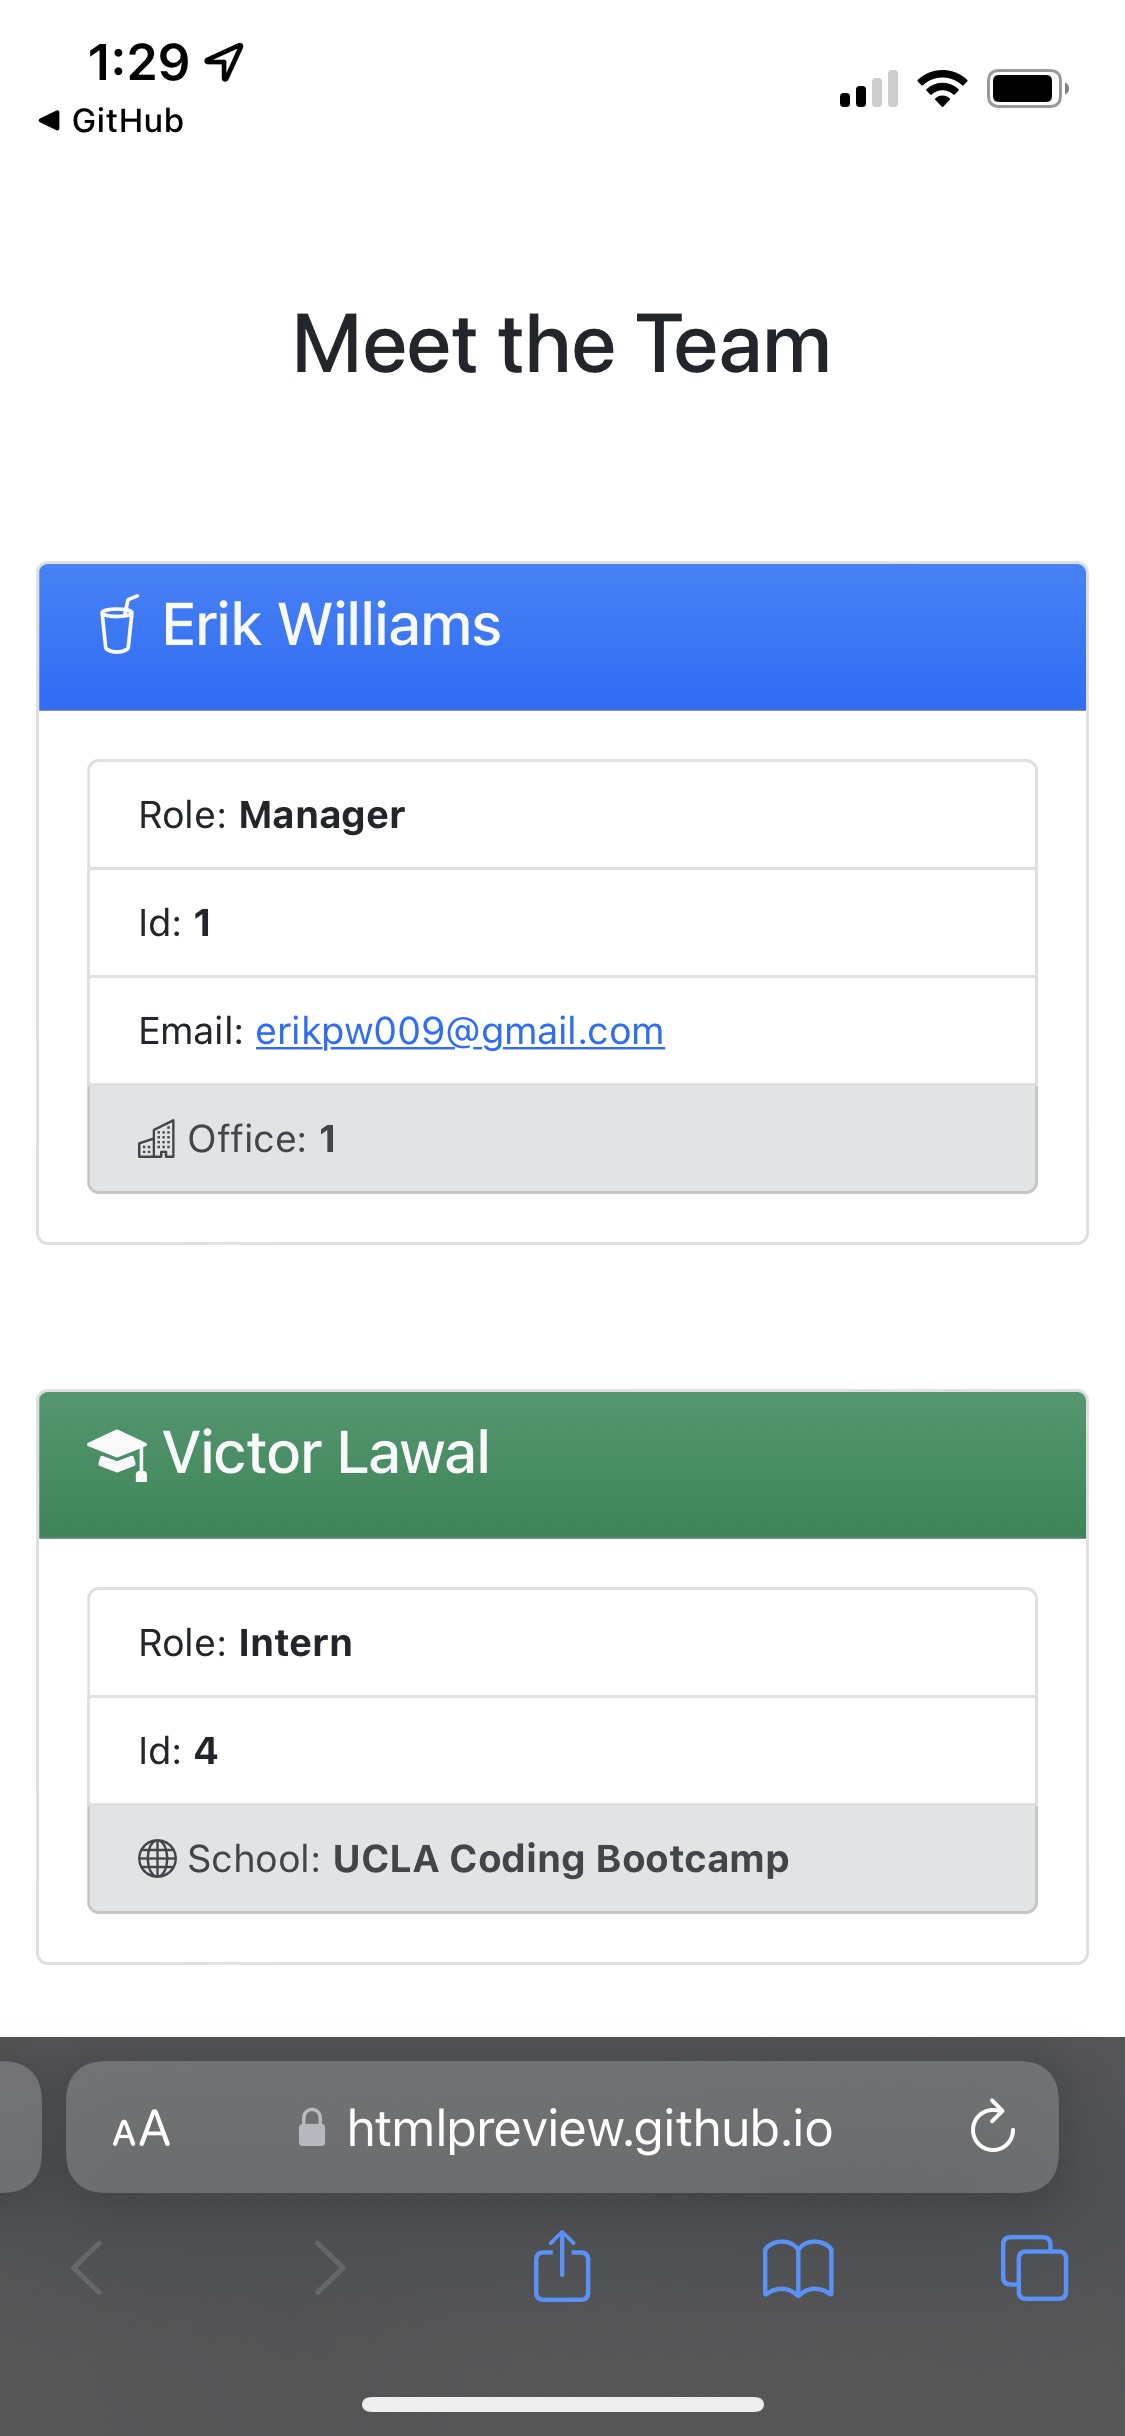 1:29
GitHub
Meet the Team
Erik Williams
Role: Manager
Id: 1
Email: erikpw009@gmail.com
Office: 1
Victor Lawal
Role: Intern
Id: 4
School: UCLA Coding Bootcamp
AA htmlpreview.github.io